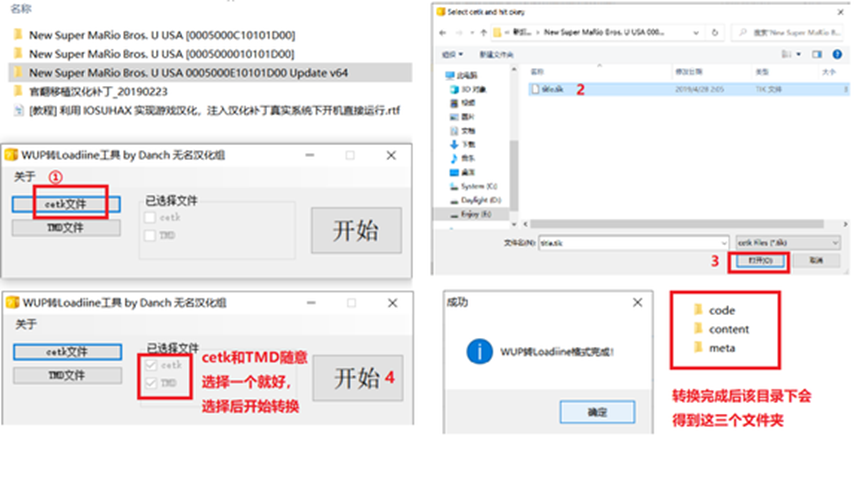 名称
New Super MaRio Bros. U USA [0005000C10101D00]
New Super MaRio Bros. U USA [0005000010101D00]
New Super MaRio Bros. U USA 0005000E10101D00 Update v64
官翻移植汉化补丁_20190223
[教程] 利用 IOSUHAX 实现游戏汉化，注入汉化补丁真实系统下开机直接运行.rtf
WUP转Loadiine工具 by Danch 无名汉化组
关于 ①
cetk文件
TMD文件
已选择文件
cetk
TMD
开始
WUP转Loadiine工具 by Danch 无名汉化组
关于
cetk文件
TMD文件
已选择文件
cetk
TMD
cetk和TMD随意
选择一个就好，
选择后开始转换
开始 4
Select cetk and hit okey
New Super MaRio Bros. U USA 000...
搜索"New Super MaRio B...
组织 新建文件夹
此电脑
3D 对象
视频
图片
文档
下载
音乐
桌面
System (C:)
Daylight (D:)
Enjoy (E:)
名称 修改日期 类型 大小
title.tik 2 2019/4/28 2:05 TIK 文件
文件名(N): title.tik cetk Files (*.tik)
3 打开(O) 取消
成功
WUP转Loadiine格式完成!
确定
code
content
meta
转换完成后该目录下会
得到这三个文件夹